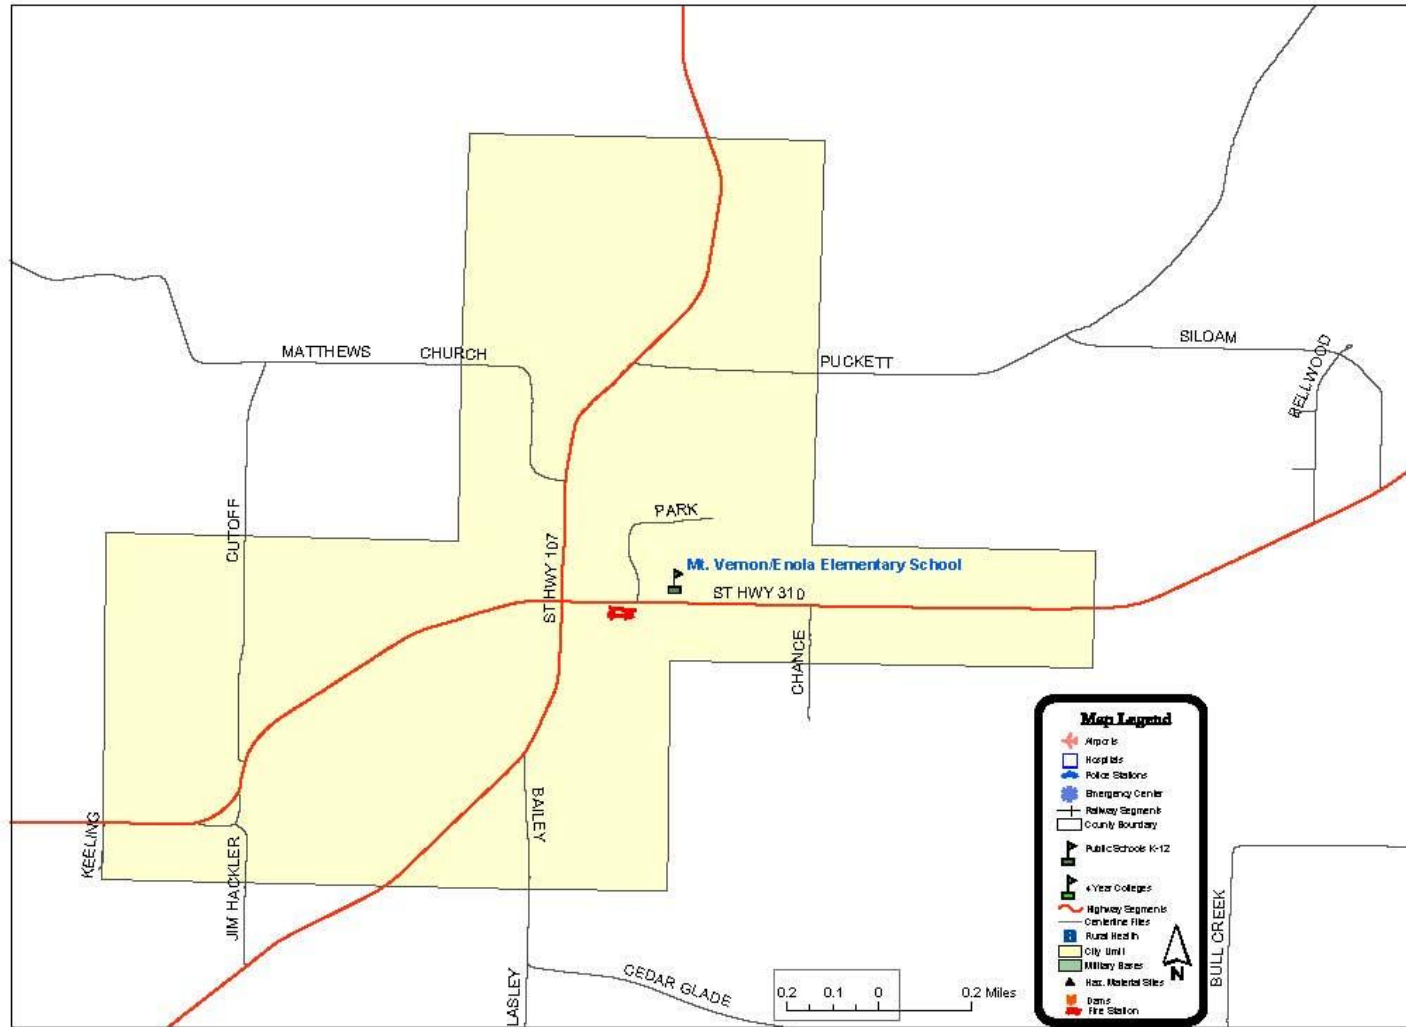 MATTHEWS CHURCH
PUCKETT
SILOAM
BELLWOOD
CUTOFF
PARK
ST HWY 107
Mt. Vernon/Enola Elementary School
ST HWY 310
CHANCE
KEELING
JIM HACKLER
BAILEY
LASLEY
CEDAR GLADE
BULL CREEK
0.2 0.1 0 0.2 Miles
Map Legend
Airports
Hospitals
Police Stations
Emergency Center
Railway Segments
County Boundary
Public Schools K-12
4 Year Colleges
Highway Segments
Centerline Files
Rural Health
City Limit
Military Bases
Haz. Material Sites
Dams
Fire Station
N